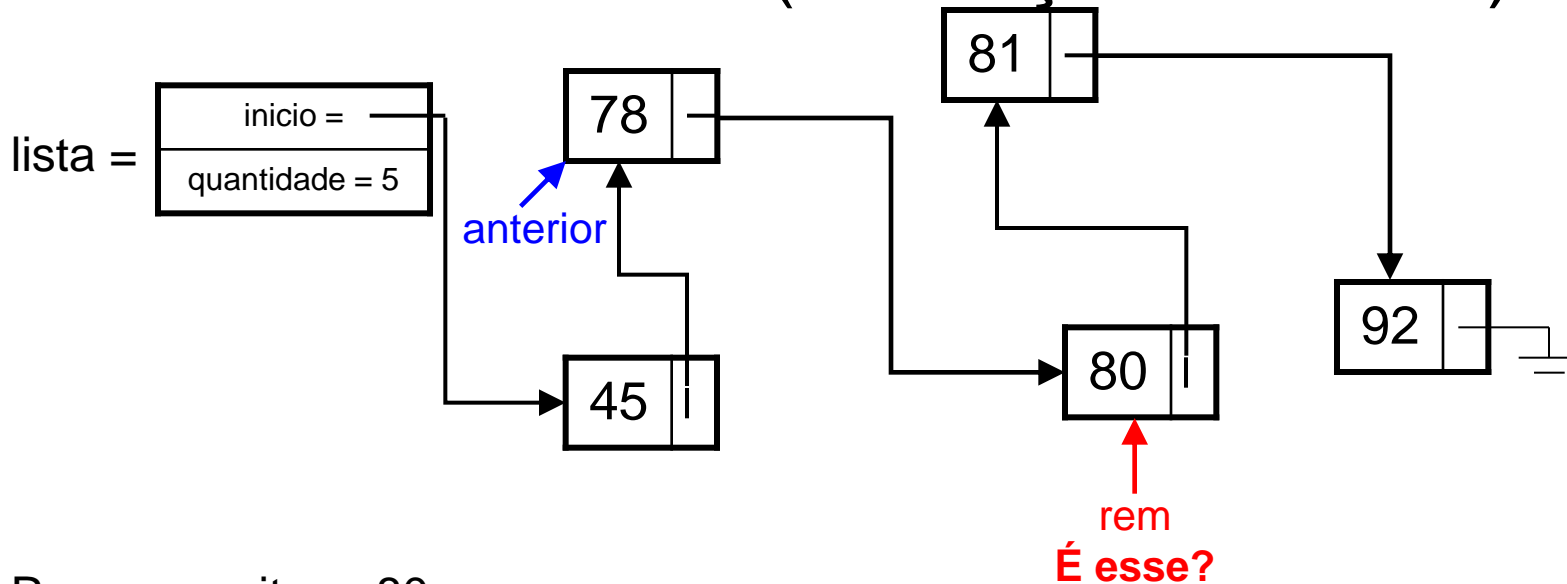 81
inicio =
78
lista =
quantidade = 5
anterior
92
80
45
rem
É esse?